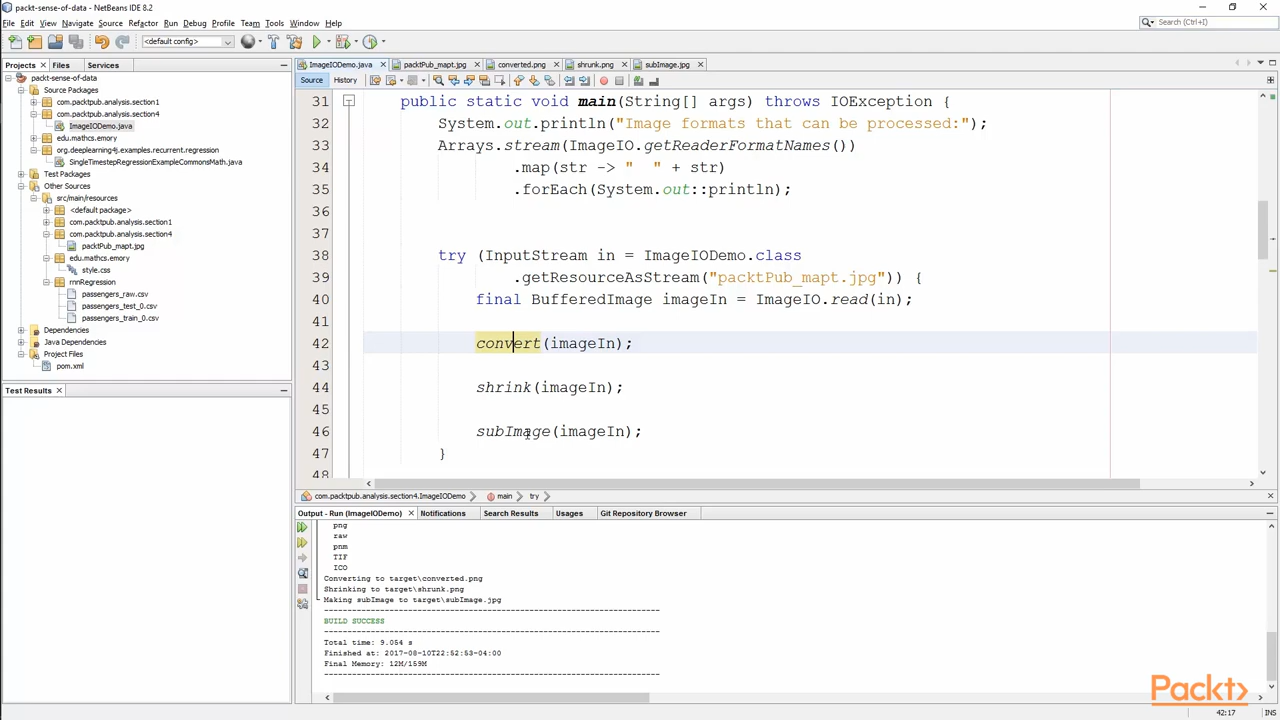 packt-sense-of-data - NetBeans IDE 8.2
File Edit View Navigate Source Refactor Run Debug Profile Team Tools Window Help
Search (Ctrl+I)
<default config>
Projects Files Services
packt-sense-of-data
Source Packages
com.packtpub.analysis.section1
com.packtpub.analysis.section4
ImageIODemo.java
edu.mathcs.emory
org.deeplearning4j.examples.recurrent.regression
SingleTimestepRegressionExampleCommonsMath.java
Test Packages
Other Sources
src/main/resources
<default package>
com.packtpub.analysis.section1
com.packtpub.analysis.section4
packtPub_mapt.jpg
edu.mathcs.emory
style.css
rnnRegression
passengers_raw.csv
passengers_test_0.csv
passengers_train_0.csv
Dependencies
Java Dependencies
Project Files
pom.xml
Test Results
ImageIODemo.java packtPub_mapt.jpg converted.png shrunk.png subImage.jpg
Source History
31 public static void main(String[] args) throws IOException {
32 System.out.println("Image formats that can be processed:");
33 Arrays.stream(ImageIO.getReaderFormatNames())
34 .map(str -> "  " + str)
35 .forEach(System.out::println);
36
37
38 try (InputStream in = ImageIODemo.class
39 .getResourceAsStream("packtPub_mapt.jpg")) {
40 final BufferedImage imageIn = ImageIO.read(in);
41
42 convert(imageIn);
43
44 shrink(imageIn);
45
46 subImage(imageIn);
47 }
48
com.packtpub.analysis.section4.ImageIODemo main try
Output - Run (ImageIODemo) Notifications Search Results Usages Git Repository Browser
png
raw
pnm
TIF
ICO
Converting to target\converted.png
Shrinking to target\shrunk.png
Making subImage to target\subImage.jpg
------------------------------------------------------------------------
BUILD SUCCESS
------------------------------------------------------------------------
Total time: 9.054 s
Finished at: 2017-08-10T22:52:53-04:00
Final Memory: 12M/159M
------------------------------------------------------------------------
Packt>
42:17 INS